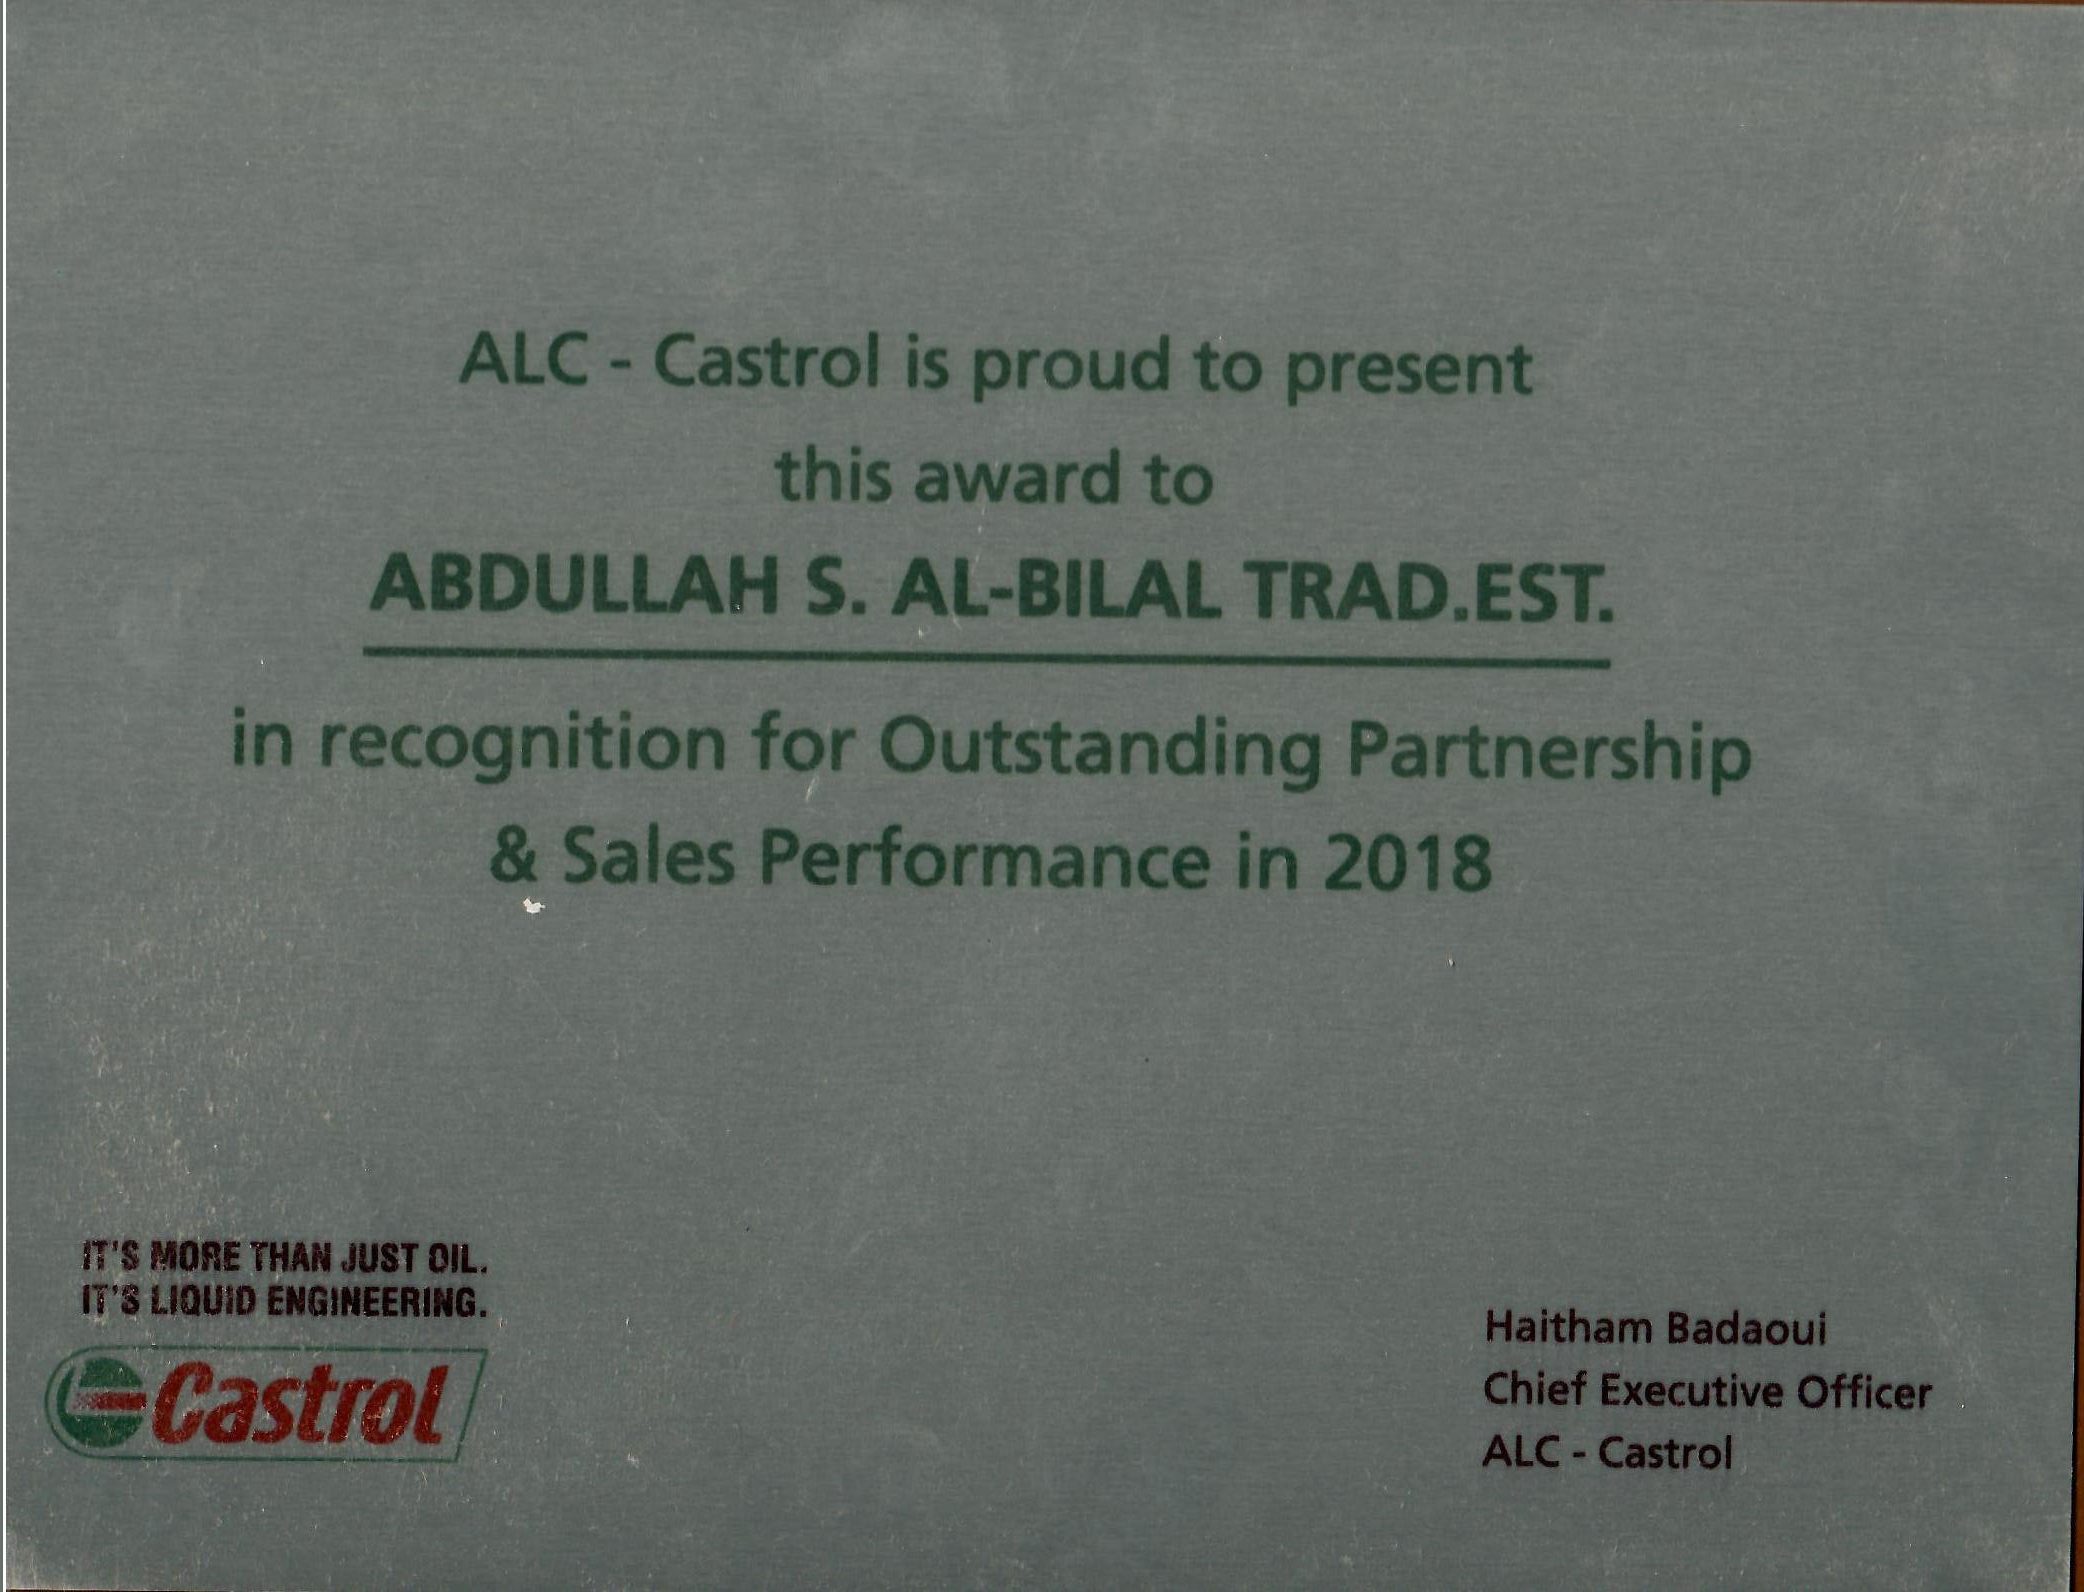 ALC - Castrol is proud to present
this award to
ABDULLAH S. AL-BILAL TRAD.EST.
in recognition for Outstanding Partnership
& Sales Performance in 2018
IT'S MORE THAN JUST OIL.
IT'S LIQUID ENGINEERING.
Castrol
Haitham Badaoui
Chief Executive Officer
ALC - Castrol